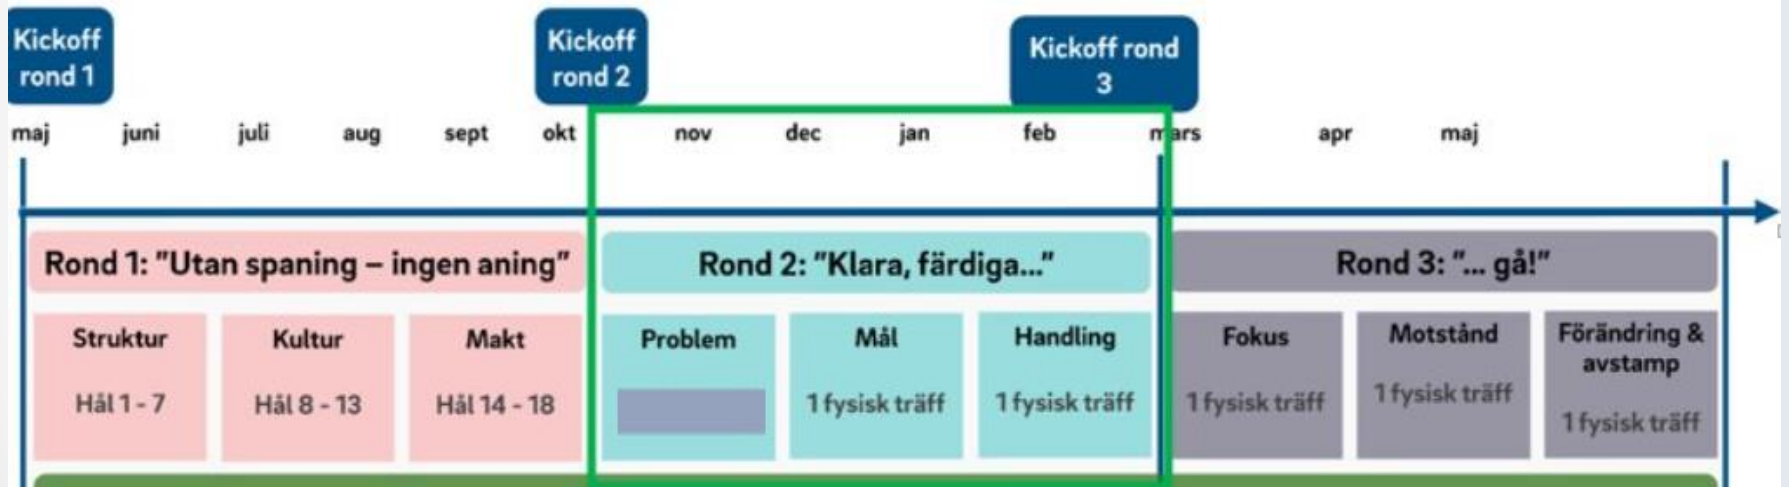 Kickoff
rond 1
Kickoff
rond 2
Kickoff rond
3
maj juni juli aug sept okt nov dec jan feb mars apr maj
Rond 1: ”Utan spaning – ingen aning”
Rond 2: ”Klara, färdiga...”
Rond 3: ”... gå!”
Struktur
Hål 1 - 7
Kultur
Hål 8 - 13
Makt
Hål 14 - 18
Problem
Mål
1 fysisk träff
Handling
1 fysisk träff
Fokus
1 fysisk träff
Motstånd
1 fysisk träff
Förändring &
avstamp
1 fysisk träff